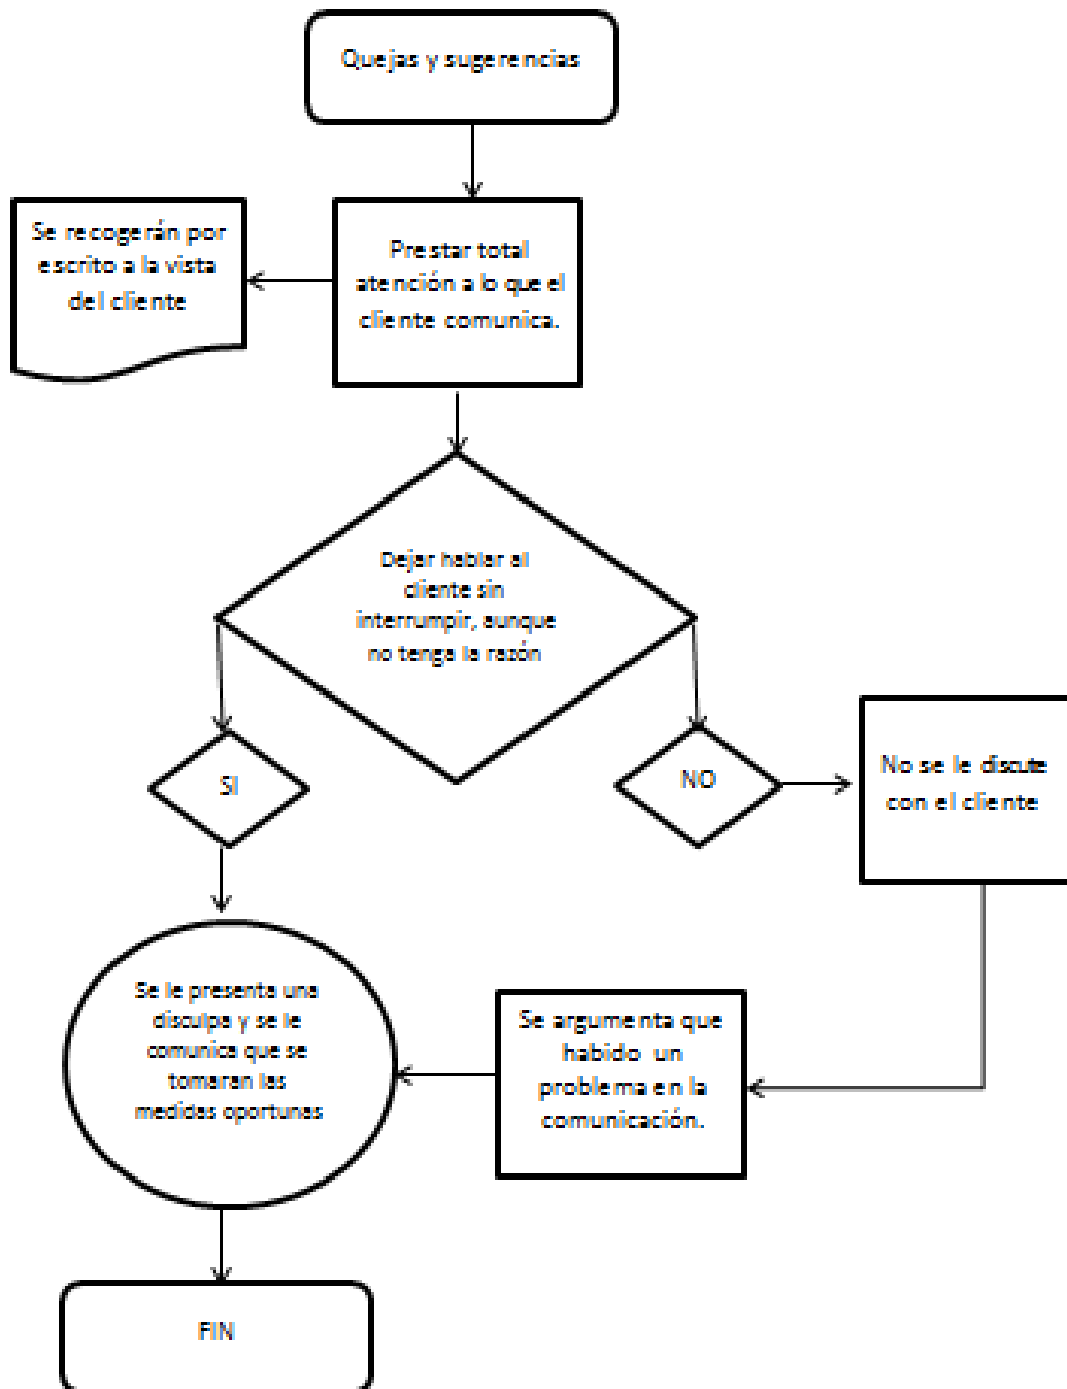 Quejas y sugerencias
Se recogerán por
escrito a la vista
del cliente
Prestar total
atención a lo que el
cliente comunica.
Dejar hablar al
cliente sin
interrumpir, aunque
no tenga la razón
SI
NO
No se le discute
con el cliente
Se le presenta una
disculpa y se le
comunica que se
tomaran las
medidas oportunas
Se argumenta que
habido un
problema en la
comunicación.
FIN